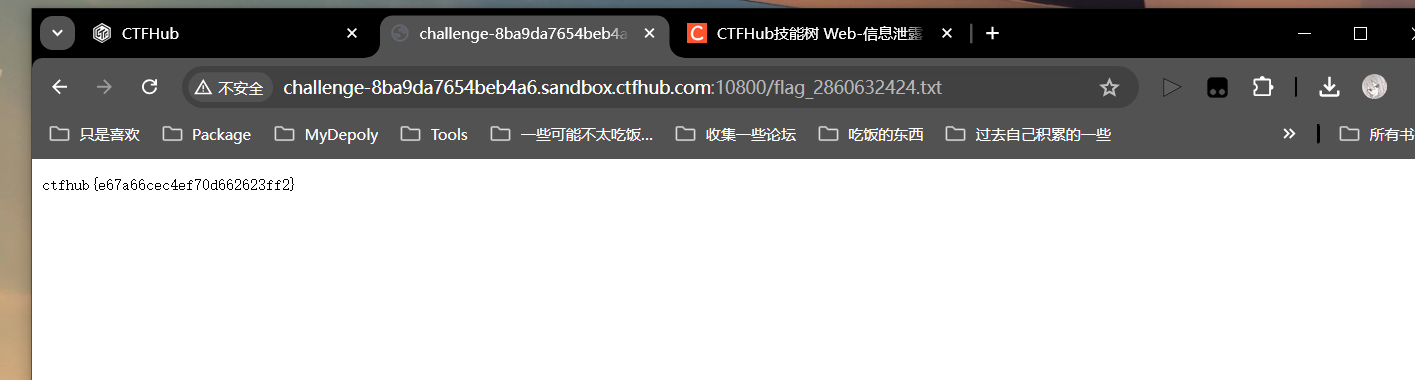 CTFHub
challenge-8ba9da7654beb4a
CTFHub技能树 Web-信息泄露
不安全
challenge-8ba9da7654beb4a6.sandbox.ctfhub.com:10800/flag_2860632424.txt
只是喜欢
Package
MyDepoly
Tools
一些可能不太吃饭...
收集一些论坛
吃饭的东西
过去自己积累的一些
所有书
ctfhub{e67a66cec4ef70d662623ff2}